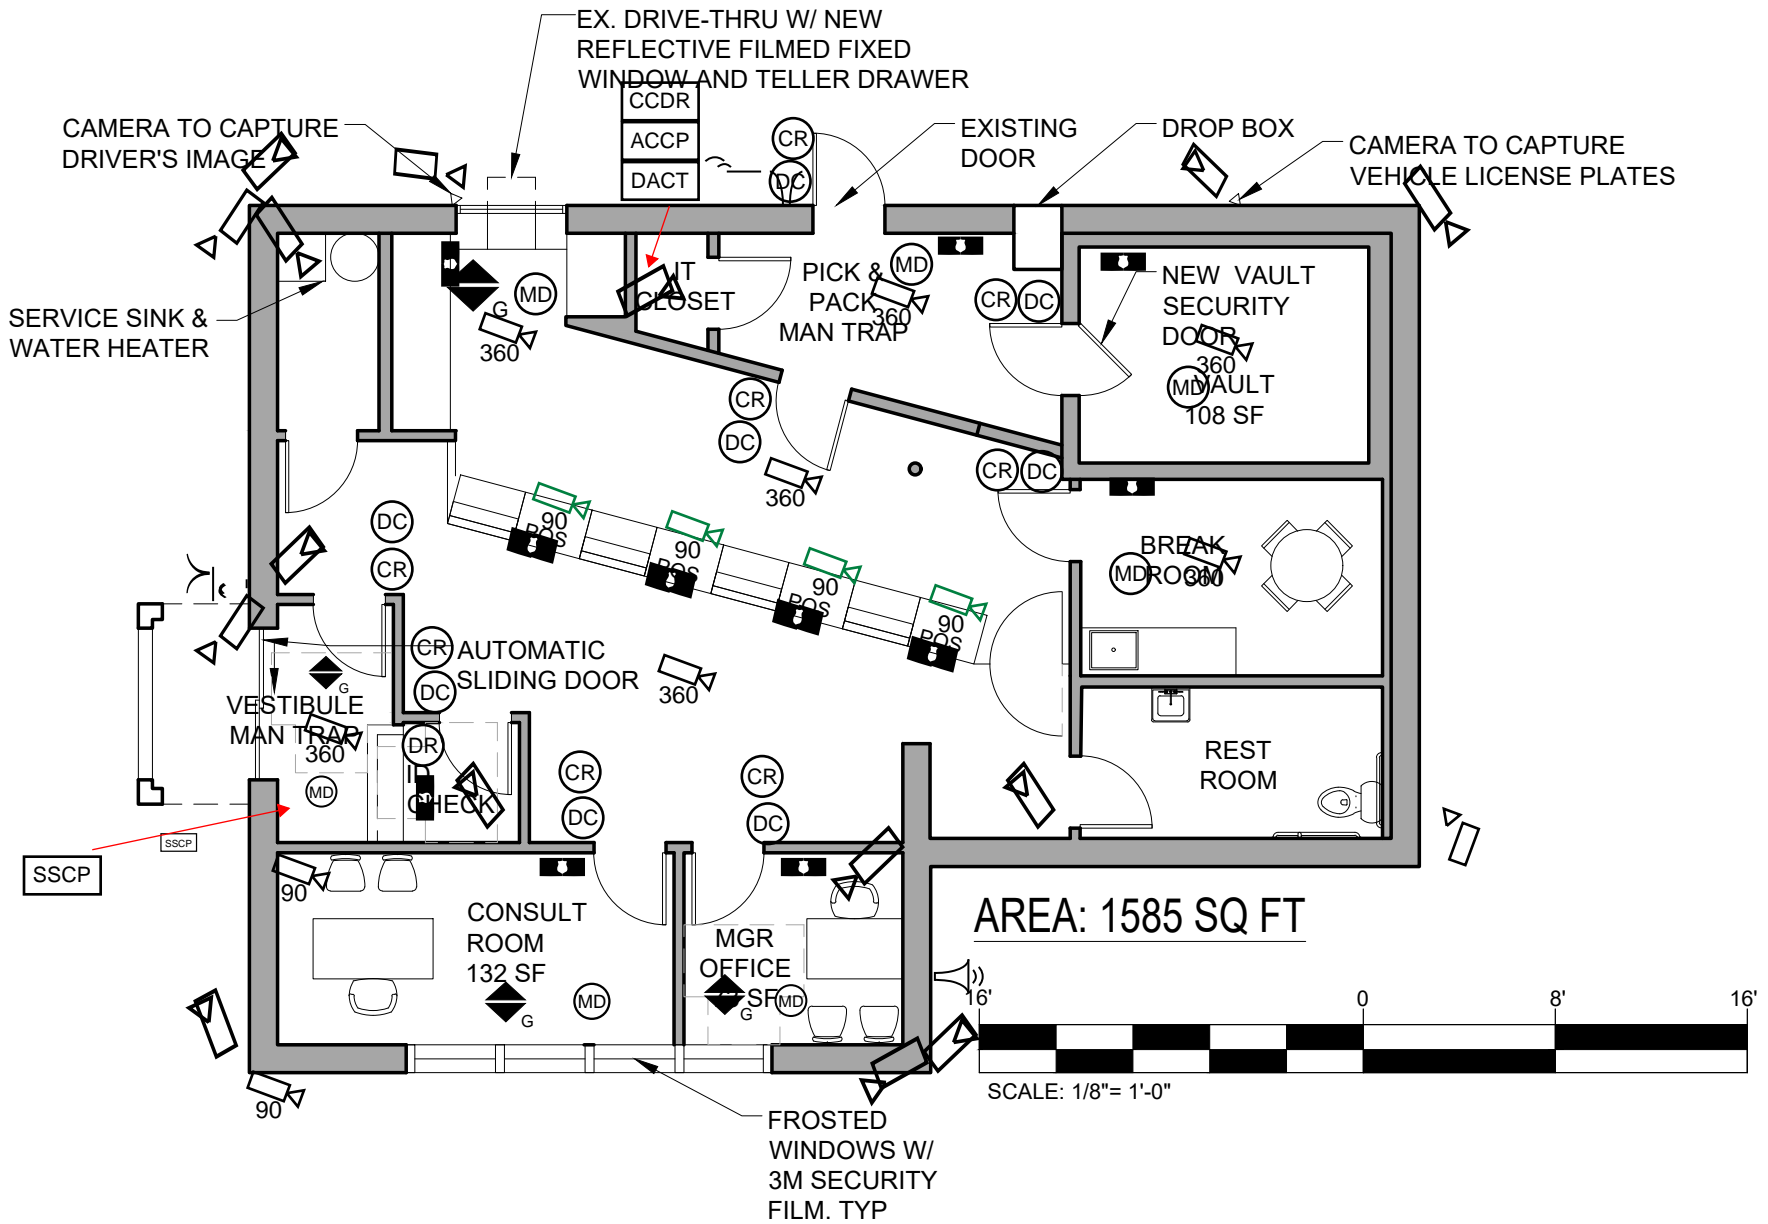 EX. DRIVE-THRU W/ NEW
REFLECTIVE FILMED FIXED
WINDOW AND TELLER DRAWER
CCDR
ACCP
DACT
CAMERA TO CAPTURE
DRIVER'S IMAGE
CR
DC
EXISTING
DOOR
DROP BOX
CAMERA TO CAPTURE
VEHICLE LICENSE PLATES
SERVICE SINK &
WATER HEATER
G
MD
360
IT
CLOSET
PICK &
PACK
MAN TRAP
MD
360
CR
DC
NEW VAULT
SECURITY
DOOR
360
MD
VAULT
108 SF
CR
DC
360
CR
DC
DC
CR
90
POS
90
POS
90
POS
90
POS
BREAK
ROOM
MD
360
CR
DC
AUTOMATIC
SLIDING DOOR
360
G
VESTIBULE
MAN TRAP
360
MD
DR
ID
CHECK
REST
ROOM
CR
DC
CR
DC
SSCP
SSCP
90
CONSULT
ROOM
132 SF
G
MD
MGR
OFFICE
SF
G
MD
AREA: 1585 SQ FT
16'
0
8'
16'
SCALE: 1/8"= 1'-0"
90
FROSTED
WINDOWS W/
3M SECURITY
FILM. TYP